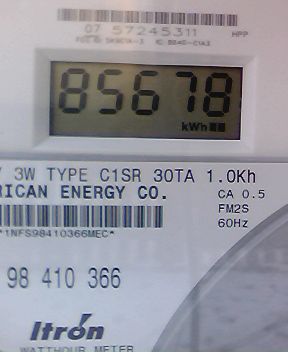 07 57245311 HPP
85678
kWh
3W TYPE C1SR 30TA 1.0Kh
RICAN ENERGY CO.
CA 0.5
FM2S
60Hz
*1NFS98410366MEC*
98 410 366
Itron
WATTHOUR METER